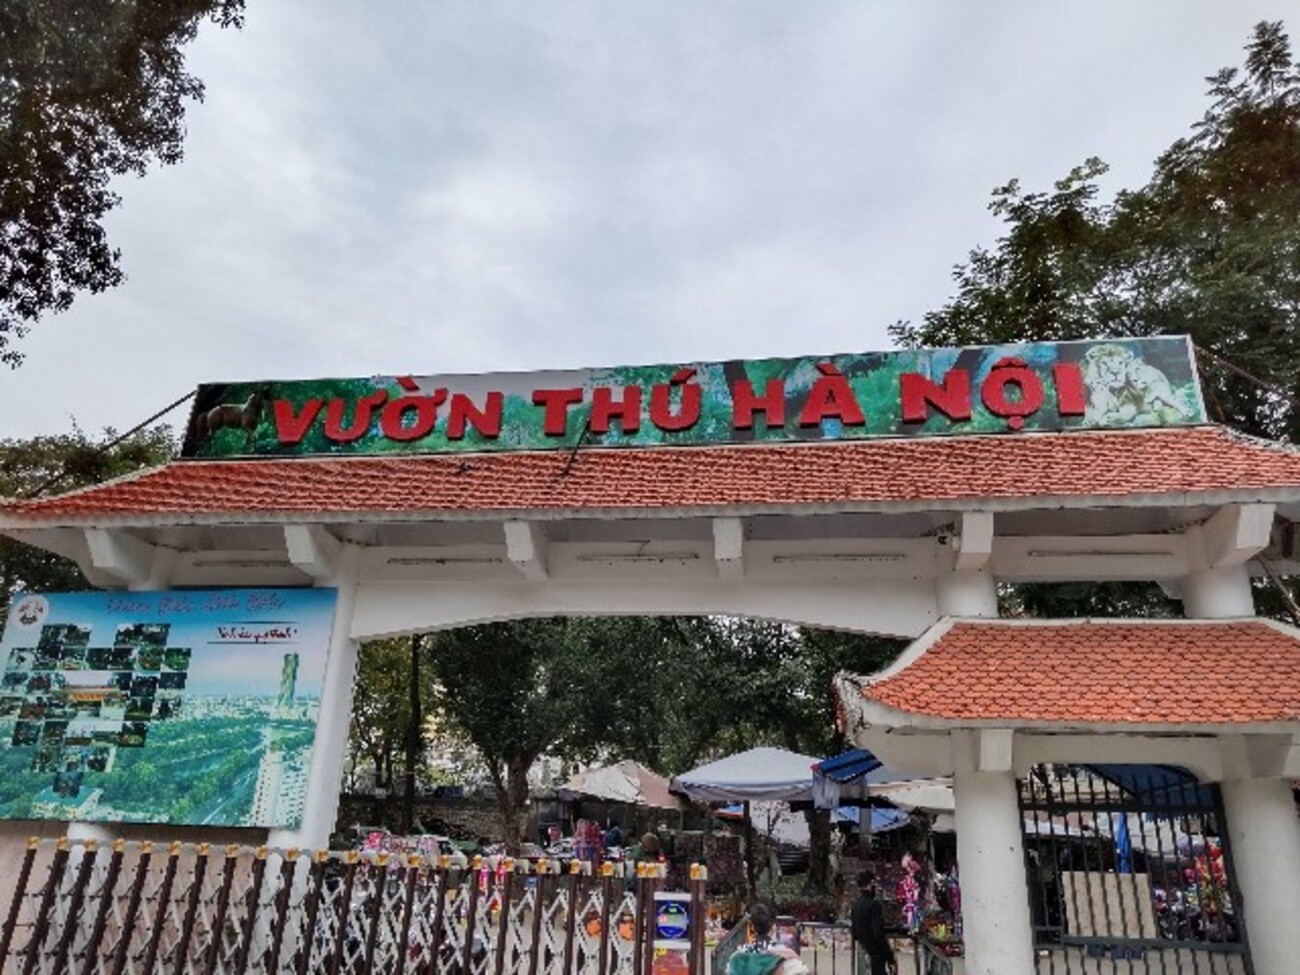 VƯỜN THÚ HÀ NỘI